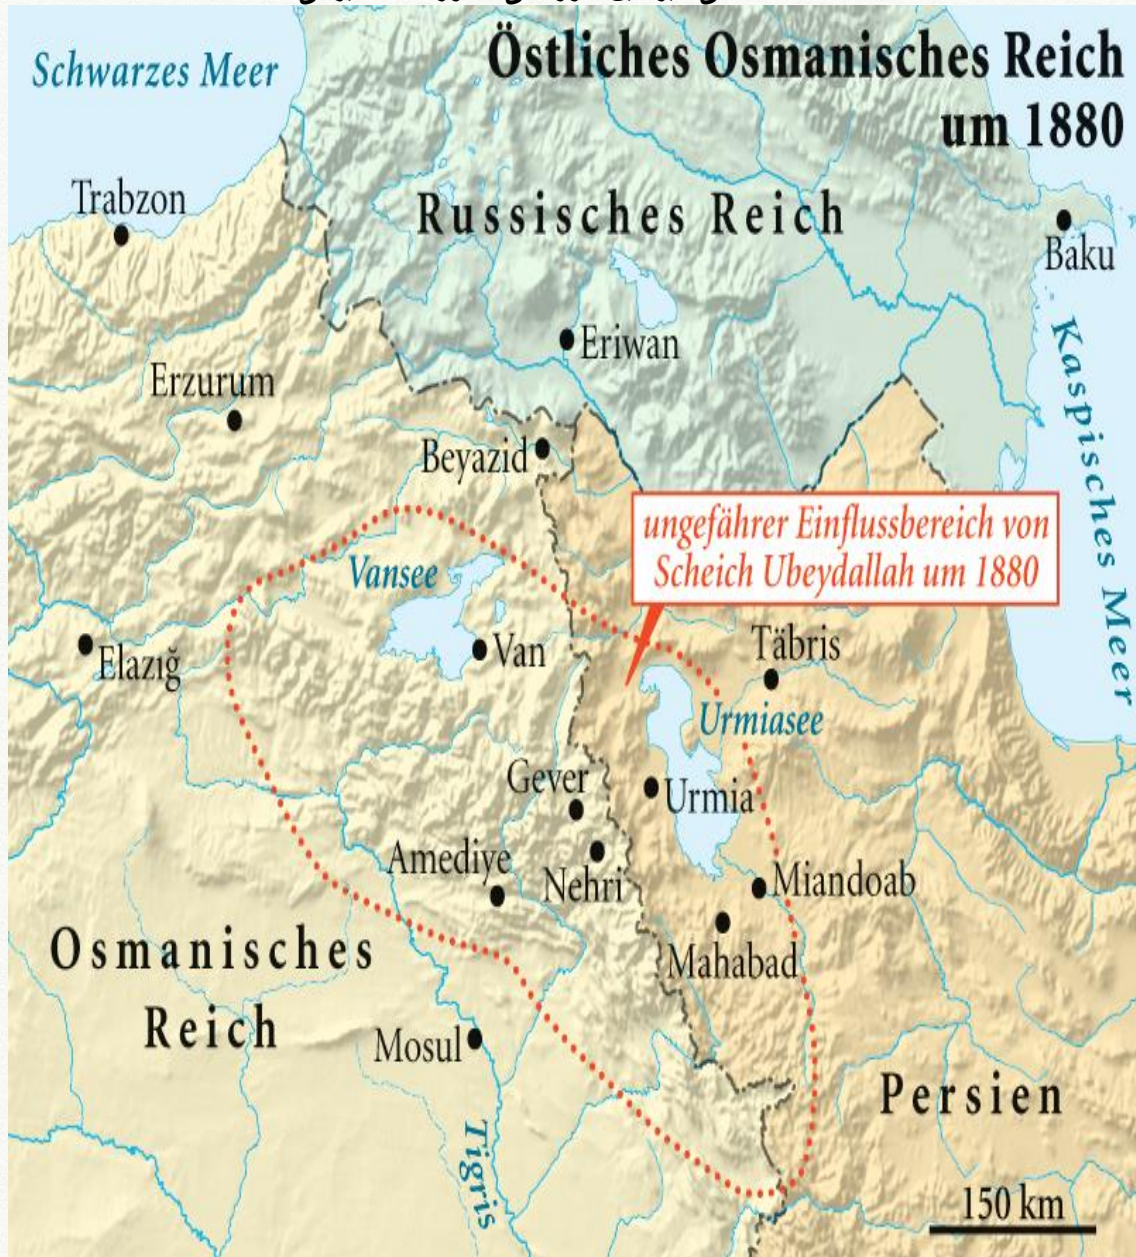 Östliches Osmanisches Reich
um 1880
Schwarzes Meer
Trabzon
Russisches Reich
Baku
Eriwan
Kaspisches Meer
Erzurum
Beyazid
ungefährer Einflussbereich von
Scheich Ubeydallah um 1880
Vansee
Van
Elazığ
Täbris
Urmiasee
Gever
Urmia
Amediye
Nehri
Miandoab
Mahabad
Osmanisches
Reich
Mosul
Tigris
Persien
150 km